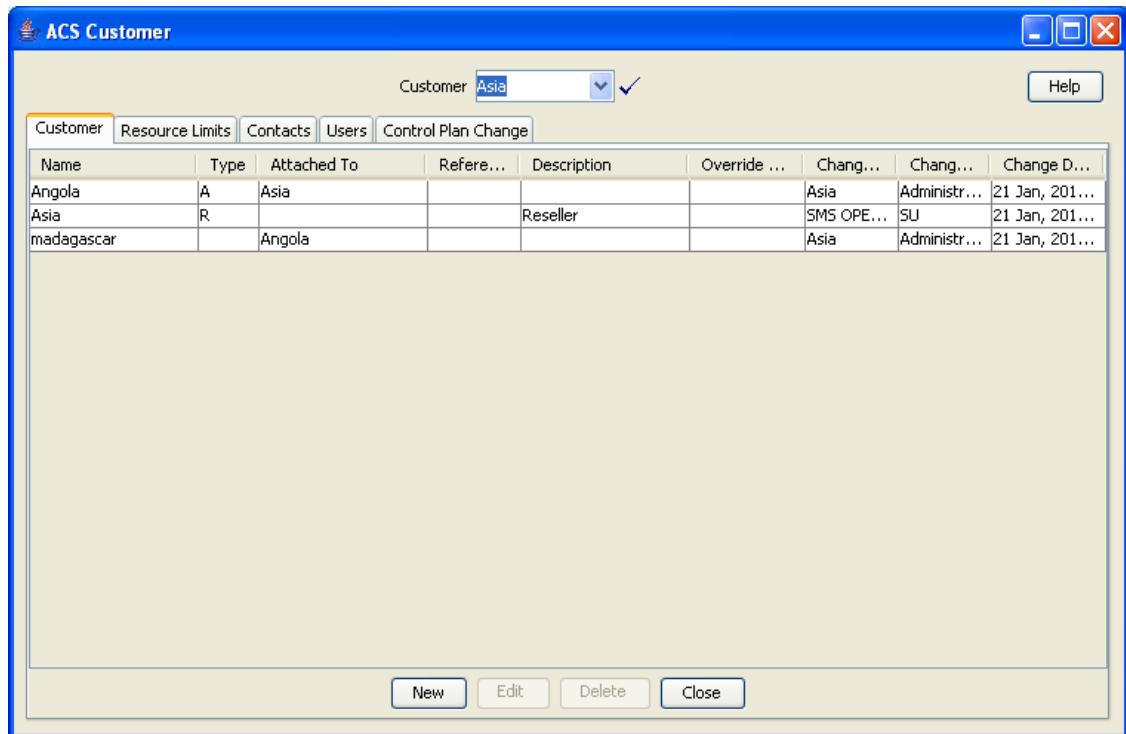 ACS Customer
Customer Asia
Help
Customer Resource Limits Contacts Users Control Plan Change
Name Type Attached To Refere... Description Override ... Chang... Chang... Change D...
Angola A Asia Asia Administr... 21 Jan, 201...
Asia R Reseller SMS OPE... SU 21 Jan, 201...
madagascar Angola Asia Administr... 21 Jan, 201...
New Edit Delete Close